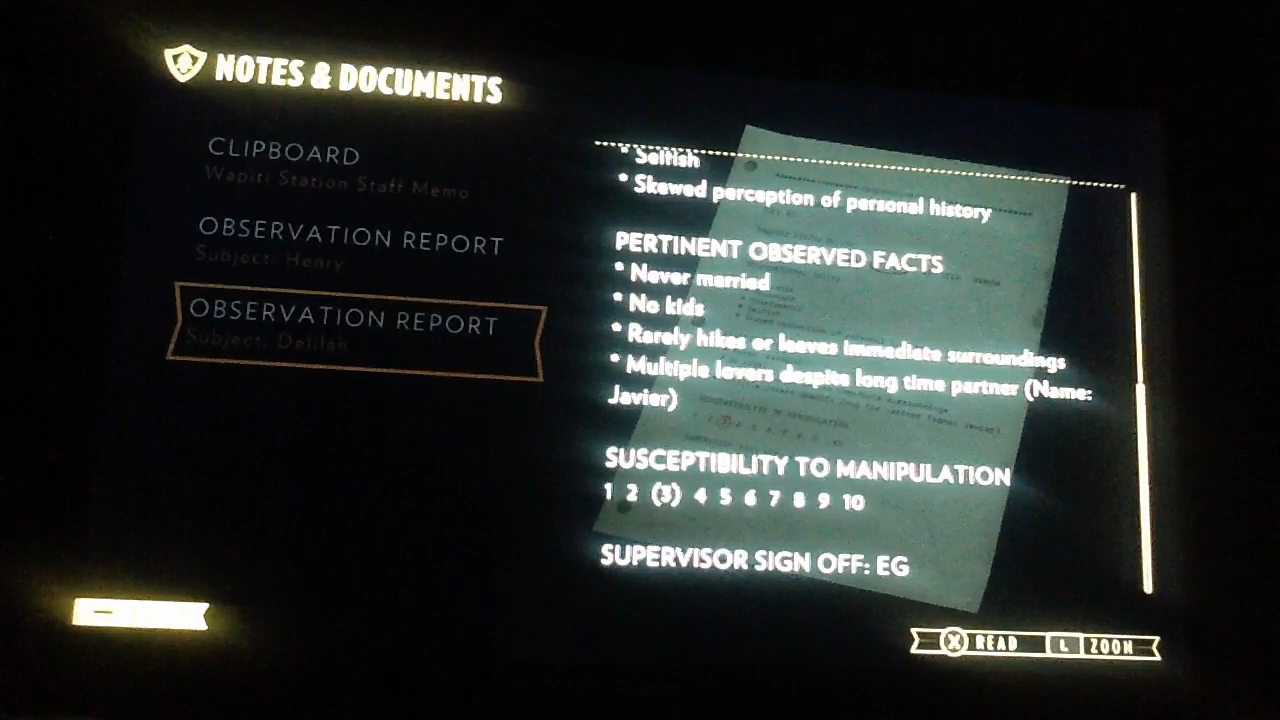 NOTES & DOCUMENTS
CLIPBOARD
Wapiti Station Staff Memo
OBSERVATION REPORT
Subject: Henry
OBSERVATION REPORT
Subject: Delilah
* Selfish
* Skewed perception of personal history
PERTINENT OBSERVED FACTS
* Never married
* No kids
* Rarely hikes or leaves immediate surroundings
* Multiple lovers despite long time partner (Name:
Javier)
SUSCEPTIBILITY TO MANIPULATION
1 2 (3) 4 5 6 7 8 9 10
SUPERVISOR SIGN OFF: EG
X READ L ZOOM